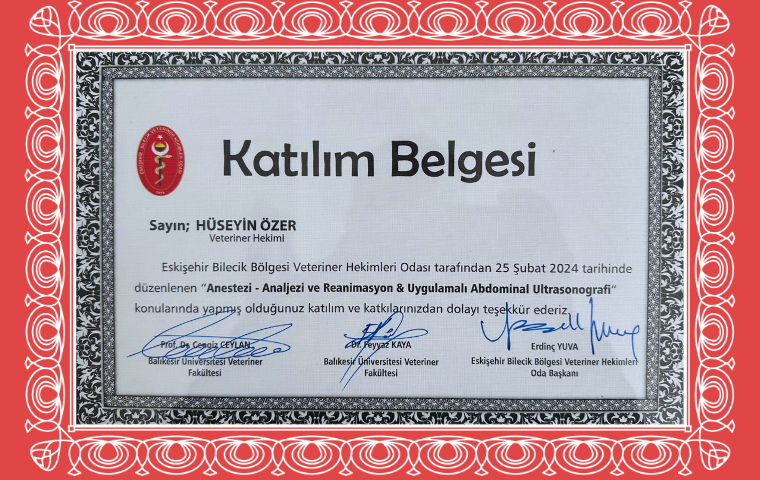 Katılım Belgesi
Sayın; HÜSEYİN ÖZER
Veteriner Hekimi
Eskişehir Bilecik Bölgesi Veteriner Hekimleri Odası tarafından 25 Şubat 2024 tarihinde
düzenlenen “Anestezi - Analjezi ve Reanimasyon & Uygulamalı Abdominal Ultrasonografi“
konularında yapmış olduğunuz katılım ve katkılarınızdan dolayı teşekkür ederiz.
Prof. Dr. Cengiz CEYLAN
Balıkesir Üniversitesi Veteriner
Fakültesi
Dr. Feyyaz KAYA
Balıkesir Üniversitesi Veteriner
Fakültesi
Erdinç YUVA
Eskişehir Bilecik Bölgesi Veteriner Hekimleri
Oda Başkanı